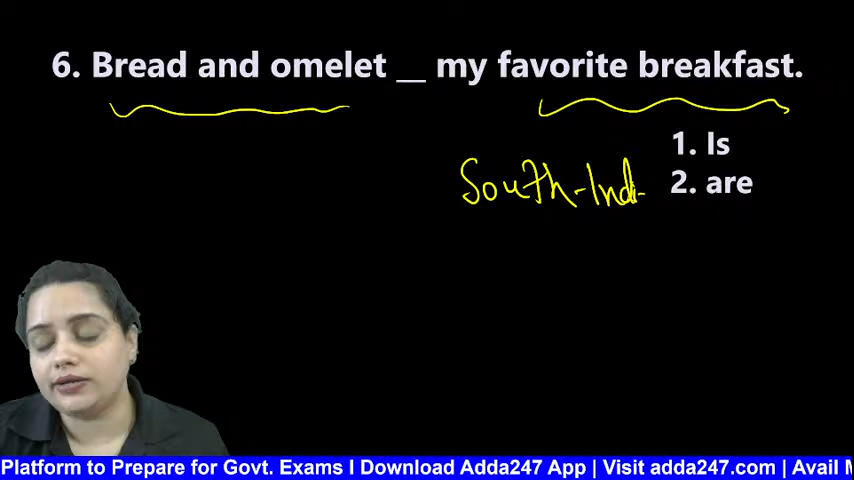 6. Bread and omelet __ my favorite breakfast.
1. Is
South-Indi-
2. are
Platform to Prepare for Govt. Exams I Download Adda247 App | Visit adda247.com | Avail